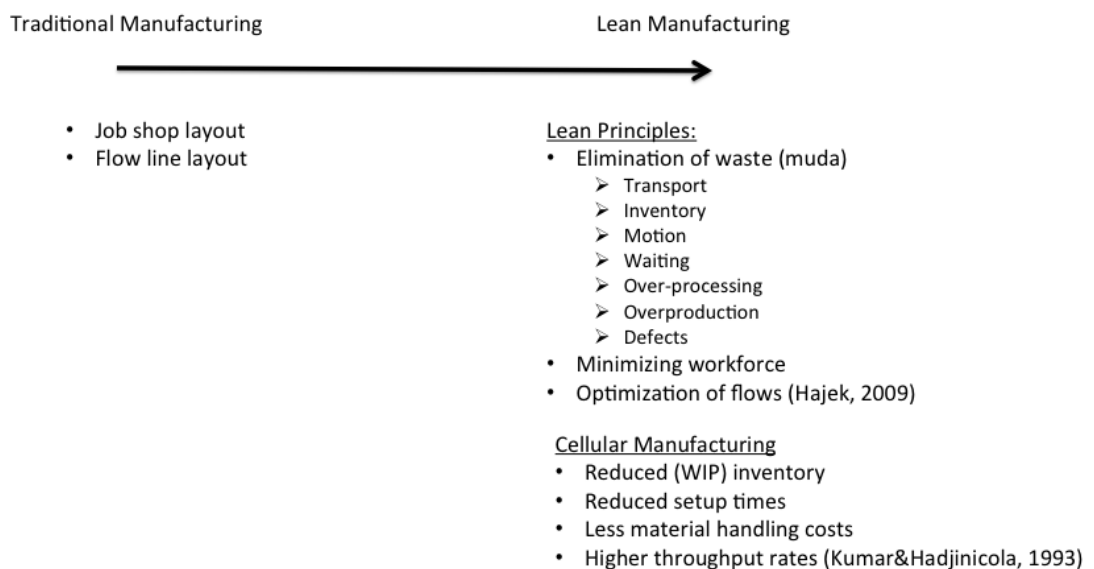 Traditional Manufacturing
Lean Manufacturing
• Job shop layout
• Flow line layout
Lean Principles:
• Elimination of waste (muda)
➢ Transport
➢ Inventory
➢ Motion
➢ Waiting
➢ Over-processing
➢ Overproduction
➢ Defects
• Minimizing workforce
• Optimization of flows (Hajek, 2009)
Cellular Manufacturing
• Reduced (WIP) inventory
• Reduced setup times
• Less material handling costs
• Higher throughput rates (Kumar&Hadjinicola, 1993)